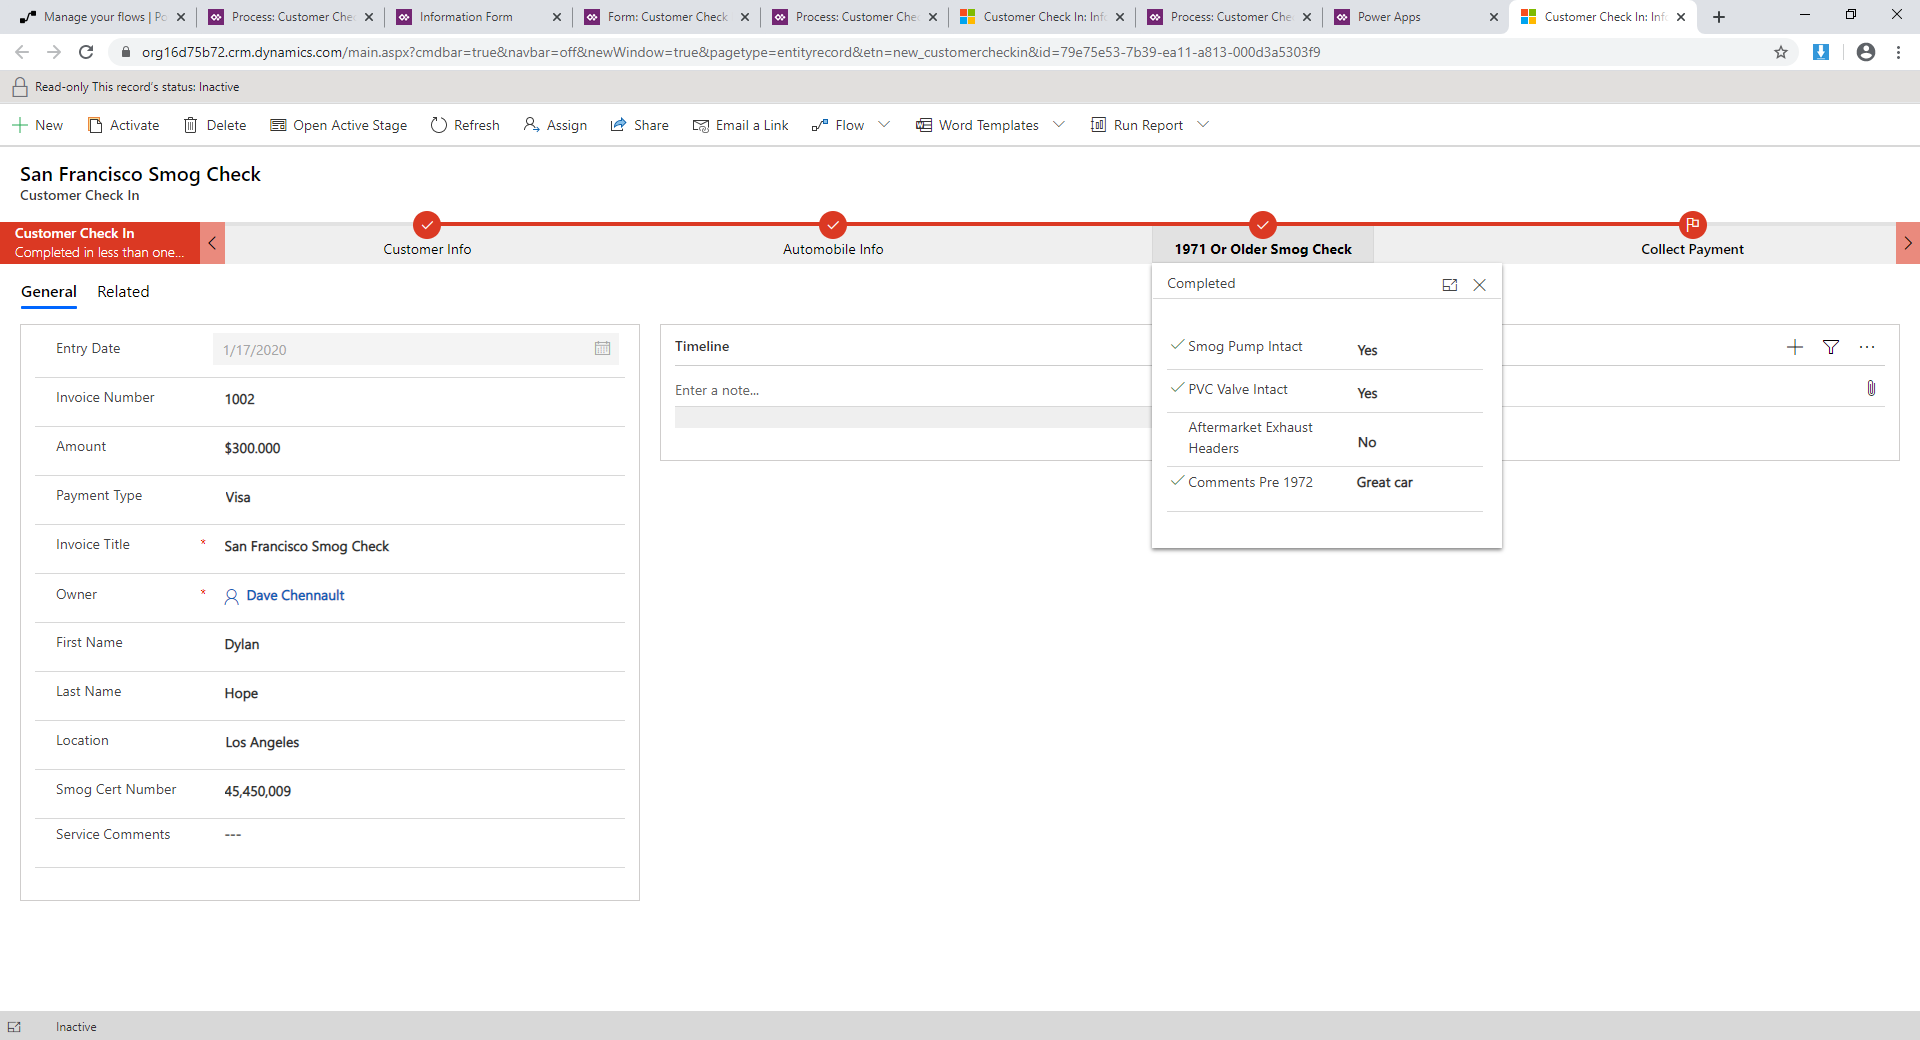 Manage your flows | Po
Process: Customer Che
Information Form
Form: Customer Check
Process: Customer Che
Customer Check In: Inf
Process: Customer Che
Power Apps
Customer Check In: Inf
org16d75b72.crm.dynamics.com/main.aspx?cmdbar=true&navbar=off&newWindow=true&pagetype=entityrecord&etn=new_customercheckin&id=79e75e53-7b39-ea11-a813-000d3a5303f9
Read-only This record's status: Inactive
New
Activate
Delete
Open Active Stage
Refresh
Assign
Share
Email a Link
Flow
Word Templates
Run Report
San Francisco Smog Check
Customer Check In
Customer Check In
Completed in less than one...
Customer Info
Automobile Info
1971 Or Older Smog Check
Collect Payment
General
Related
Entry Date
1/17/2020
Invoice Number
1002
Amount
$300.000
Payment Type
Visa
Invoice Title
* San Francisco Smog Check
Owner
* Dave Chennault
First Name
Dylan
Last Name
Hope
Location
Los Angeles
Smog Cert Number
45,450,009
Service Comments
---
Timeline
Enter a note...
Completed
Smog Pump Intact
Yes
PVC Valve Intact
Yes
Aftermarket Exhaust
Headers
No
Comments Pre 1972
Great car
Inactive